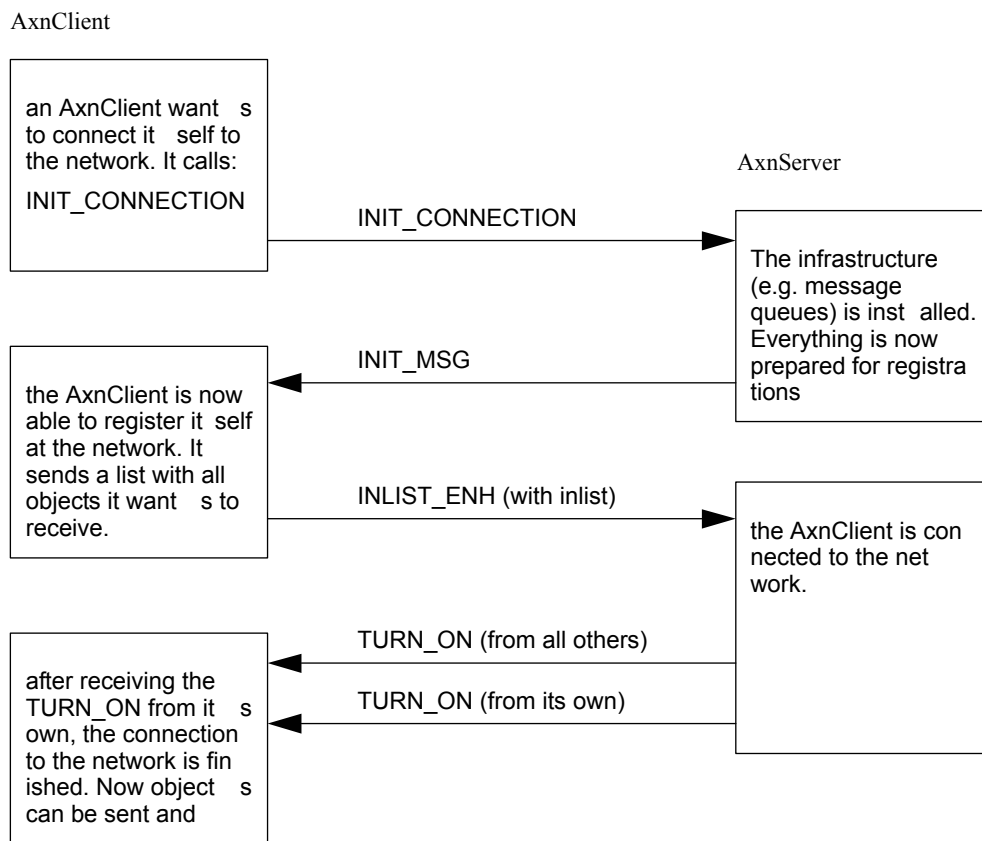 AxnClient
an AxnClient want s
to connect it self to
the network. It calls:
INIT_CONNECTION
AxnServer
INIT_CONNECTION
The infrastructure
(e.g. message
queues) is inst alled.
Everything is now
prepared for registra
tions
INIT_MSG
the AxnClient is now
able to register it self
at the network. It
sends a list with all
objects it want s to
receive.
INLIST_ENH (with inlist)
the AxnClient is con
nected to the net
work.
TURN_ON (from all others)
TURN_ON (from its own)
after receiving the
TURN_ON from it s
own, the connection
to the network is fin
ished. Now object s
can be sent and